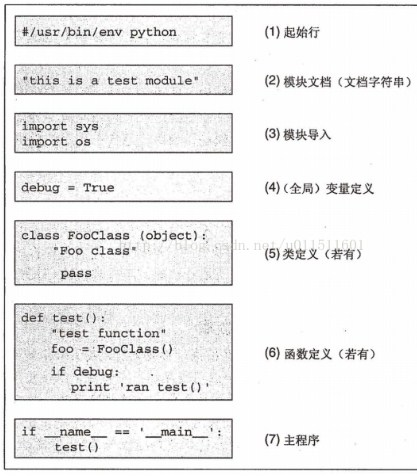 #/usr/bin/env python
(1) 起始行
"this is a test module"
(2) 模块文档（文档字符串）
import sys
import os
(3) 模块导入
debug = True
(4)（全局）变量定义
class FooClass (object):
"Foo class"
pass
http://blog.csdn.net/u011511601
(5) 类定义（若有）
def test():
"test function"
foo = FooClass()
if debug:
print 'ran test()'
(6) 函数定义（若有）
if __name__ == '__main__':
test()
(7) 主程序